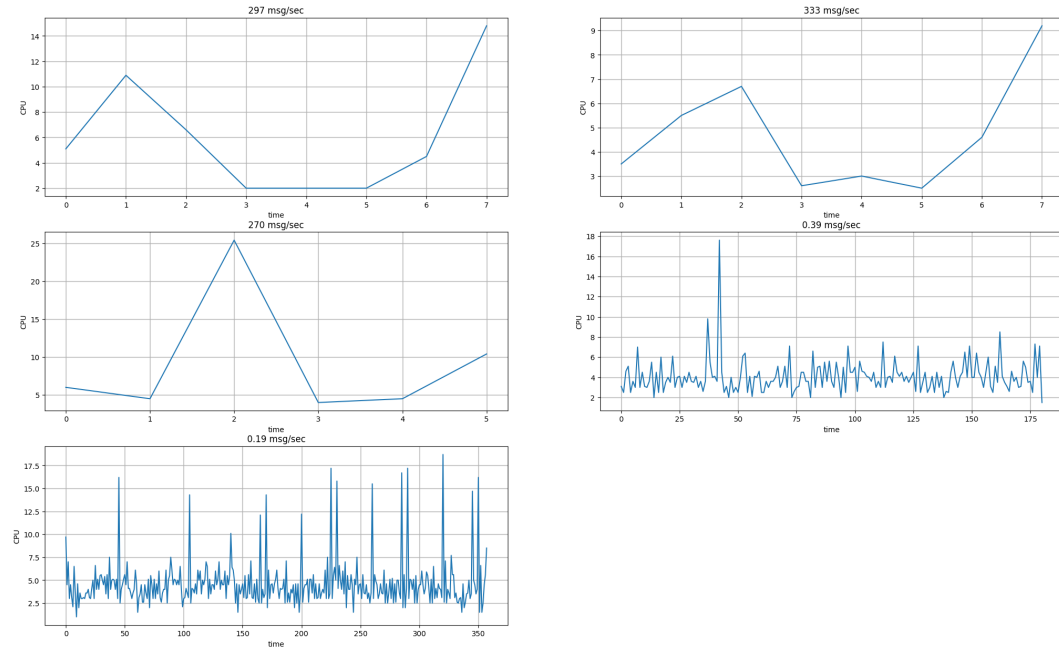 297 msg/sec
CPU
14
12
10
8
6
4
2
0 1 2 3 4 5 6 7
time
333 msg/sec
CPU
9
8
7
6
5
4
3
0 1 2 3 4 5 6 7
time
270 msg/sec
CPU
25
20
15
10
5
0 1 2 3 4 5
time
0.39 msg/sec
CPU
18
16
14
12
10
8
6
4
2
0 25 50 75 100 125 150 175
time
0.19 msg/sec
CPU
17.5
15.0
12.5
10.0
7.5
5.0
2.5
0 50 100 150 200 250 300 350
time